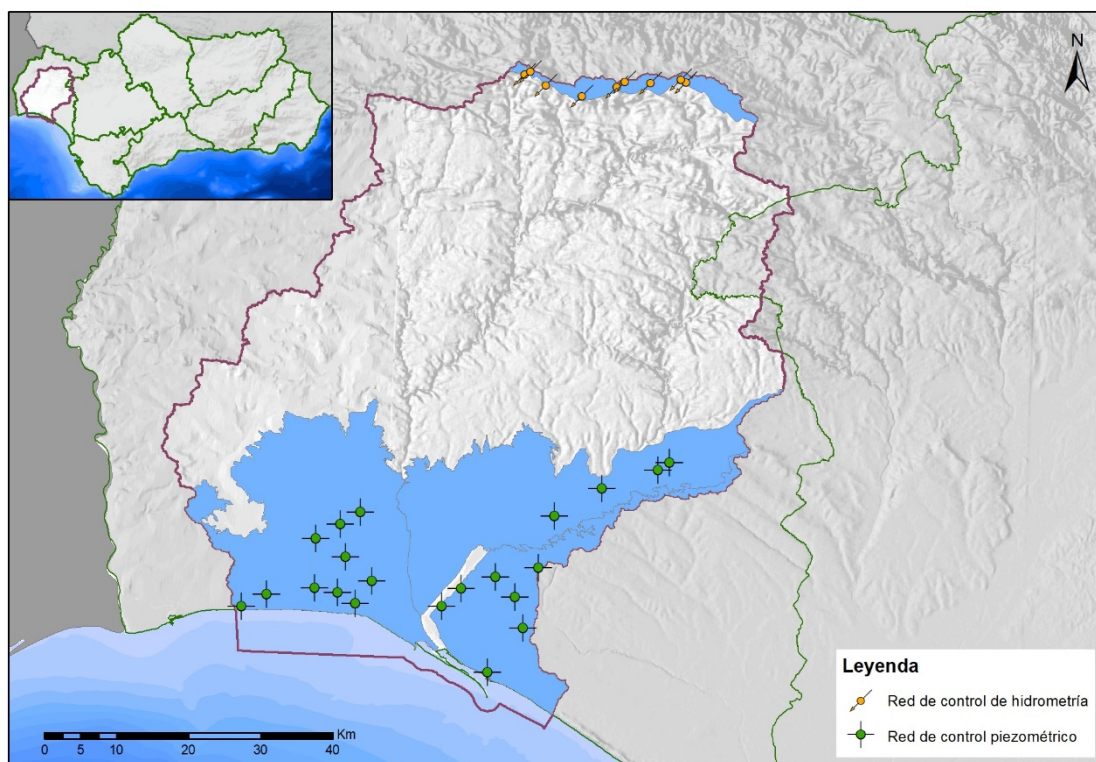 N
Leyenda
Red de control de hidrometría
Red de control piezométrico
Km
0 5 10 20 30 40